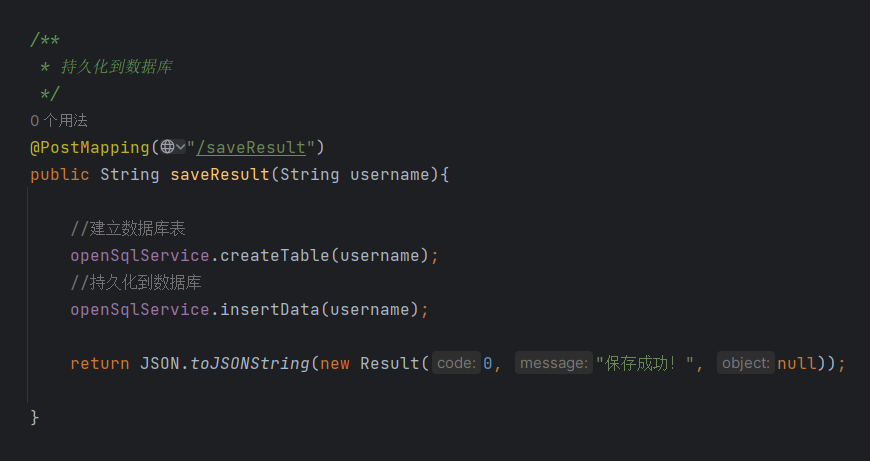 /**
 * 持久化到数据库
 */
0 个用法
@PostMapping("/saveResult")
public String saveResult(String username){
//建立数据库表
openSqlService.createTable(username);
//持久化到数据库
openSqlService.insertData(username);
return JSON.toJSONString(new Result( code: 0, message: "保存成功！", object: null));
}